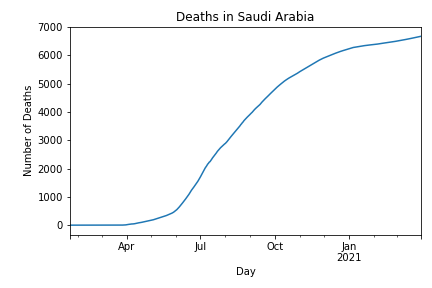 Deaths in Saudi Arabia
7000
6000
5000
4000
3000
2000
1000
0
Number of Deaths
Apr
Jul
Oct
Jan
2021
Day